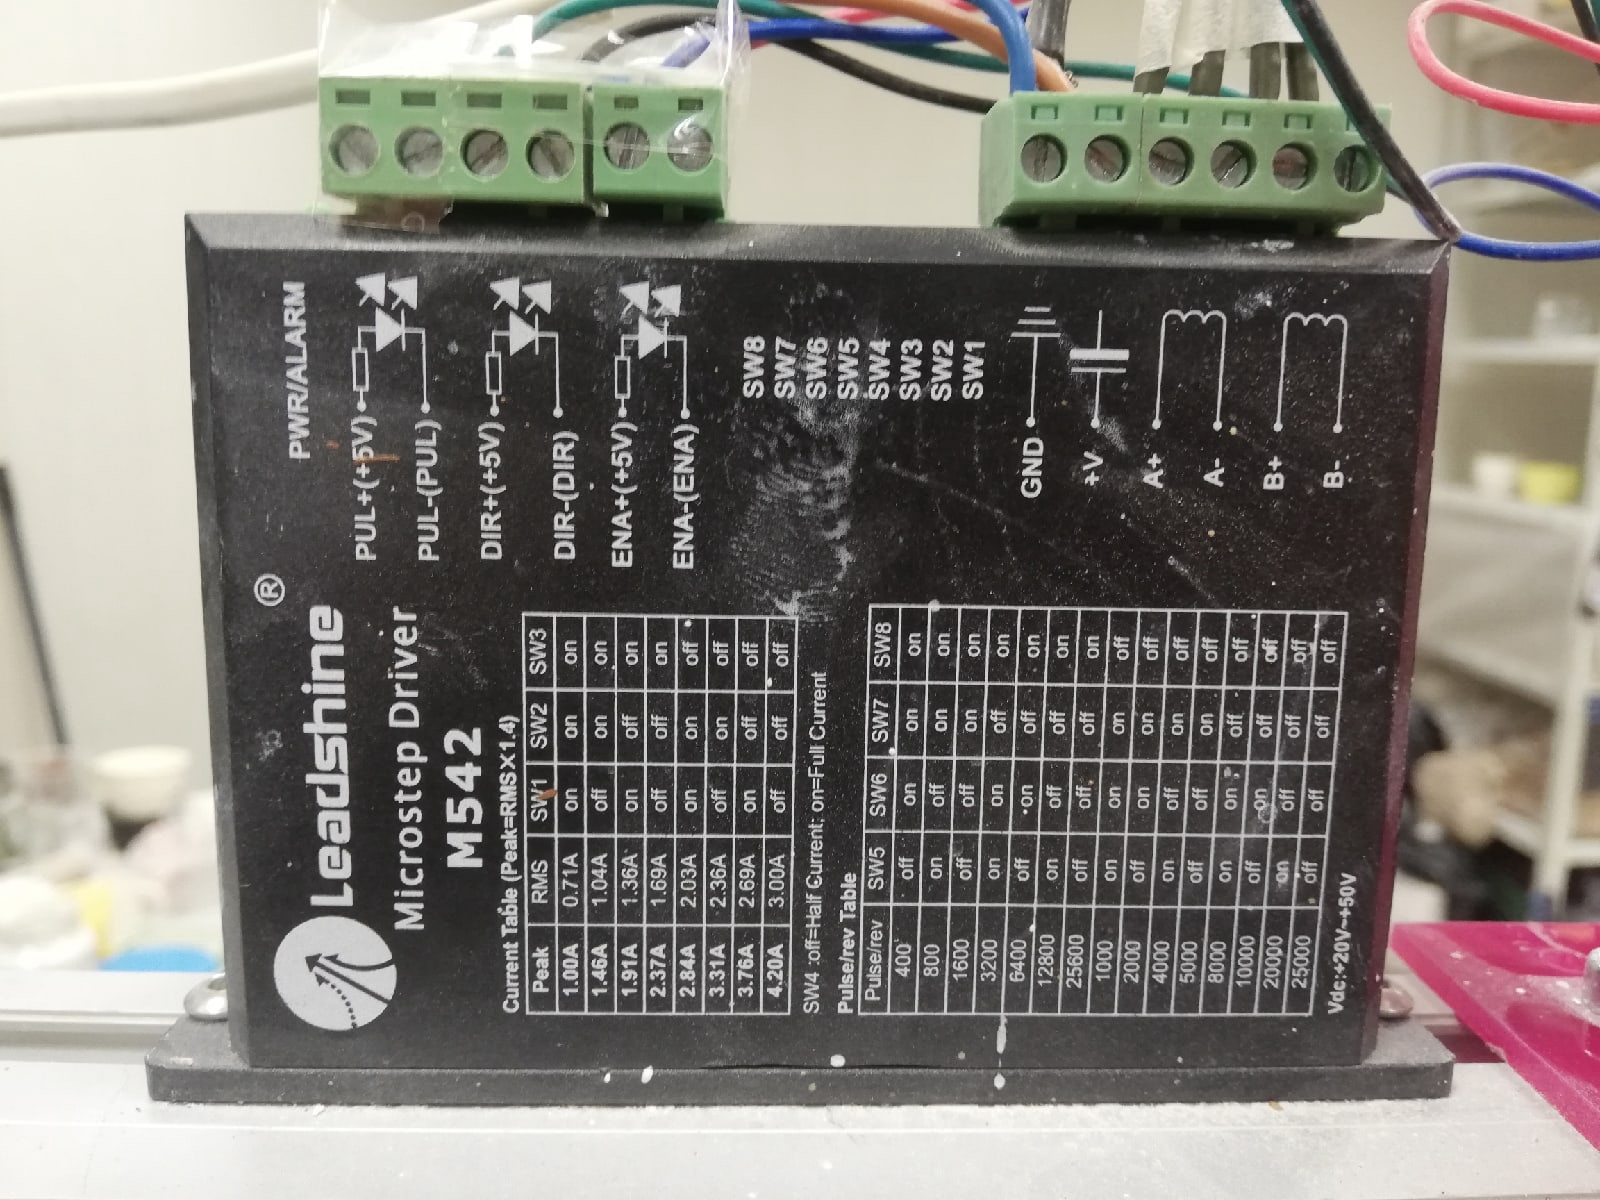 Leadshine®
Microstep Driver
M542
Current Table (Peak=RMS×1.4)
Peak RMS SW1 SW2 SW3
1.00A 0.71A on on on
1.46A 1.04A off on on
1.91A 1.36A on off on
2.37A 1.69A off off on
2.84A 2.03A on on off
3.31A 2.36A off on off
3.76A 2.69A on off off
4.20A 3.00A off off off
SW4 :off=Half Current; on=Full Current
Pulse/rev Table
Pulse/rev SW5 SW6 SW7 SW8
400 off on on on
800 on off on on
1600 off off on on
3200 on on off on
6400 off on off on
12800 on off off on
25600 off off off on
1000 on on on off
2000 off on on off
4000 on off on off
5000 off off on off
8000 on on off off
10000 off on off off
20000 on off off off
25000 off off off off
Vdc:+20V~+50V
PWR/ALARM
PUL+(+5V)
PUL-(PUL)
DIR+(+5V)
DIR-(DIR)
ENA+(+5V)
ENA-(ENA)
SW8
SW7
SW6
SW5
SW4
SW3
SW2
SW1
GND
+V
A+
A-
B+
B-